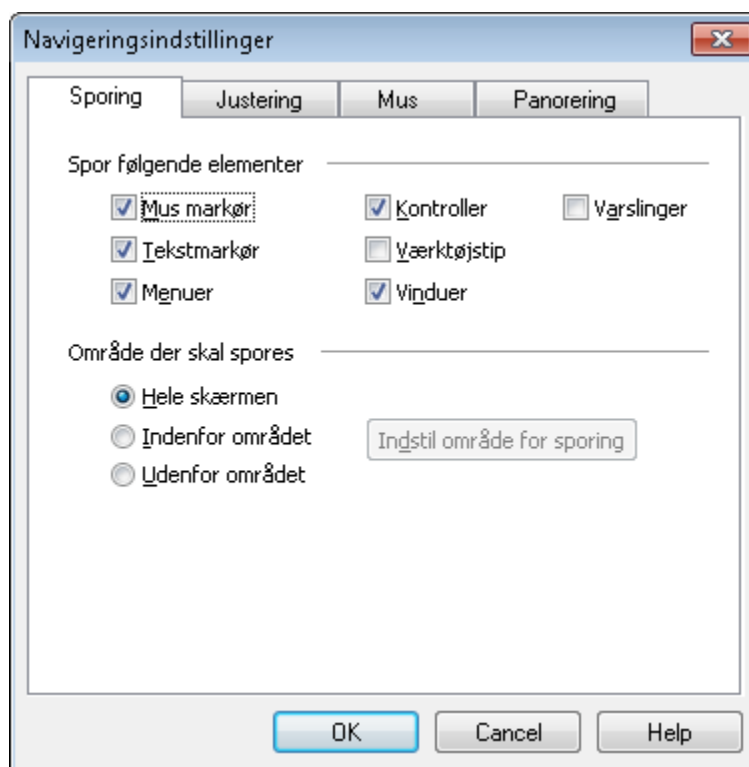 Navigeringsindstillinger
Sporing Justering Mus Panorering
Spor følgende elementer
Mus markør Kontroller Varslinger
Tekstmarkør Værktøjstip
Menuer Vinduer
Område der skal spores
Hele skærmen
Indenfor området Indstil område for sporing
Udenfor området
OK Cancel Help